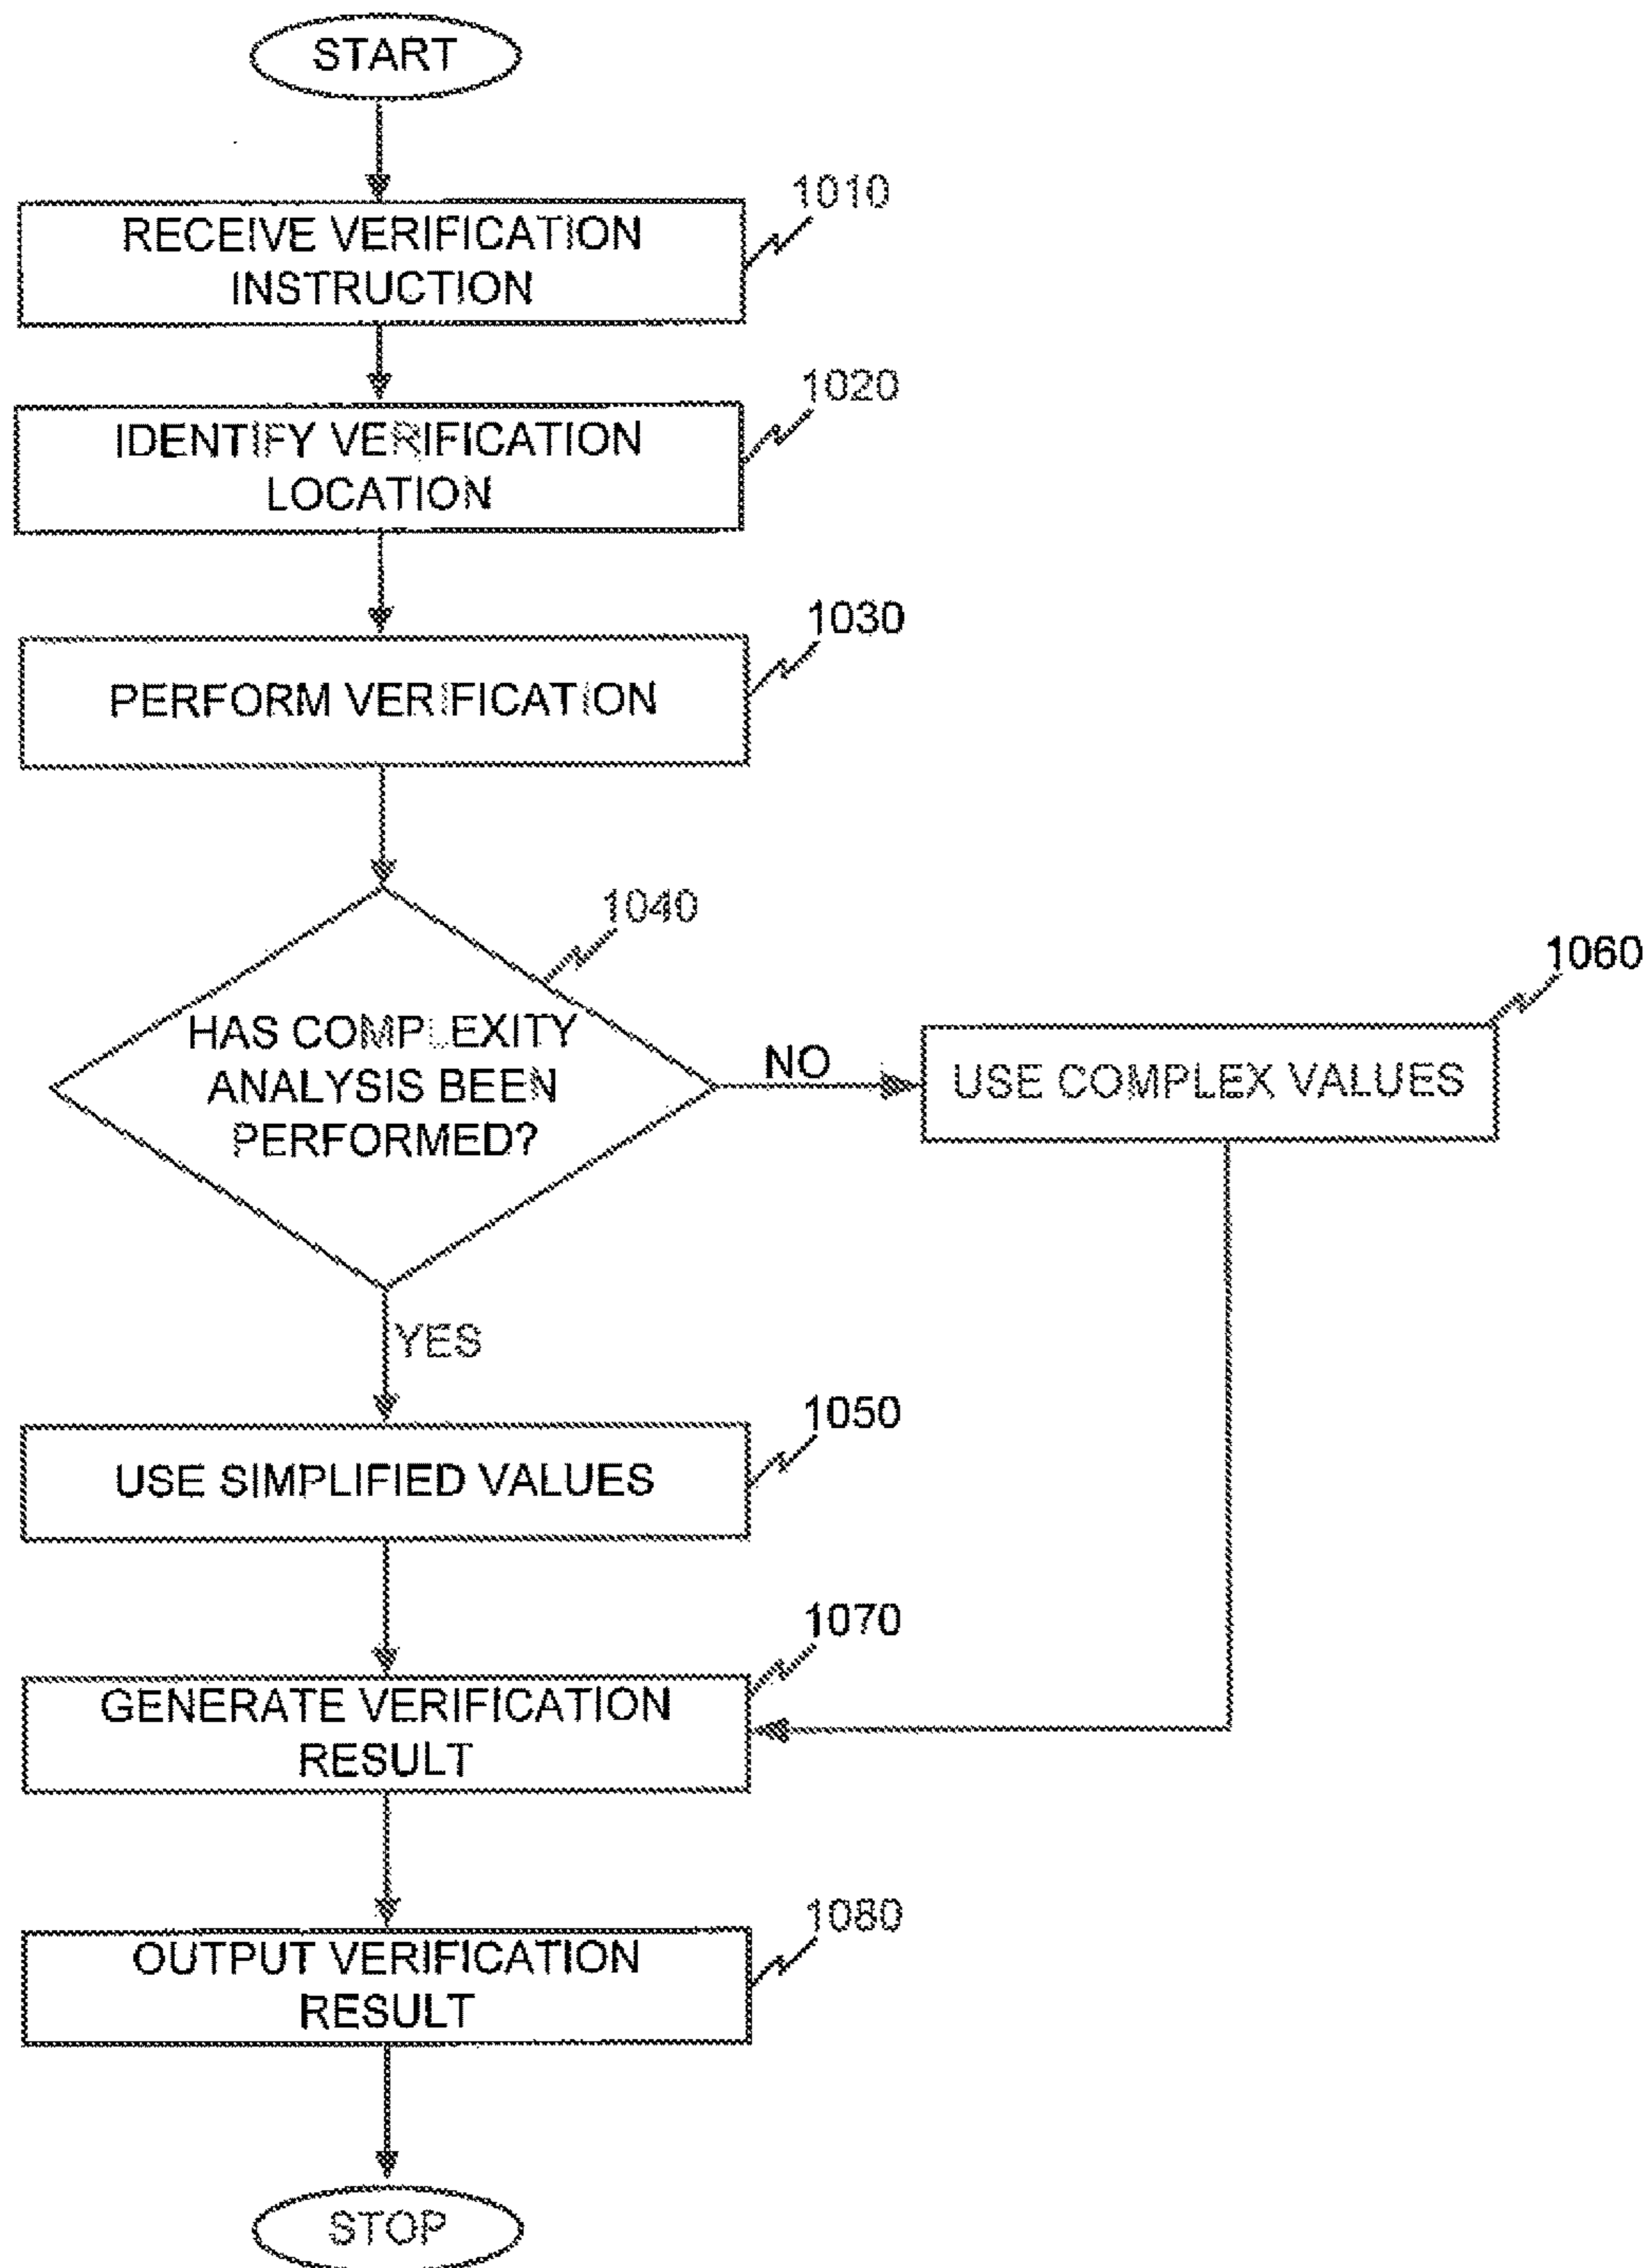 START
1010
RECEIVE VERIFICATION
INSTRUCTION
1020
IDENTIFY VERIFICATION
LOCATION
1030
PERFORM VERIFICATION
1040
HAS COMPLEXITY
ANALYSIS BEEN
PERFORMED?
NO
1060
USE COMPLEX VALUES
YES
1050
USE SIMPLIFIED VALUES
1070
GENERATE VERIFICATION
RESULT
1080
OUTPUT VERIFICATION
RESULT
STOP